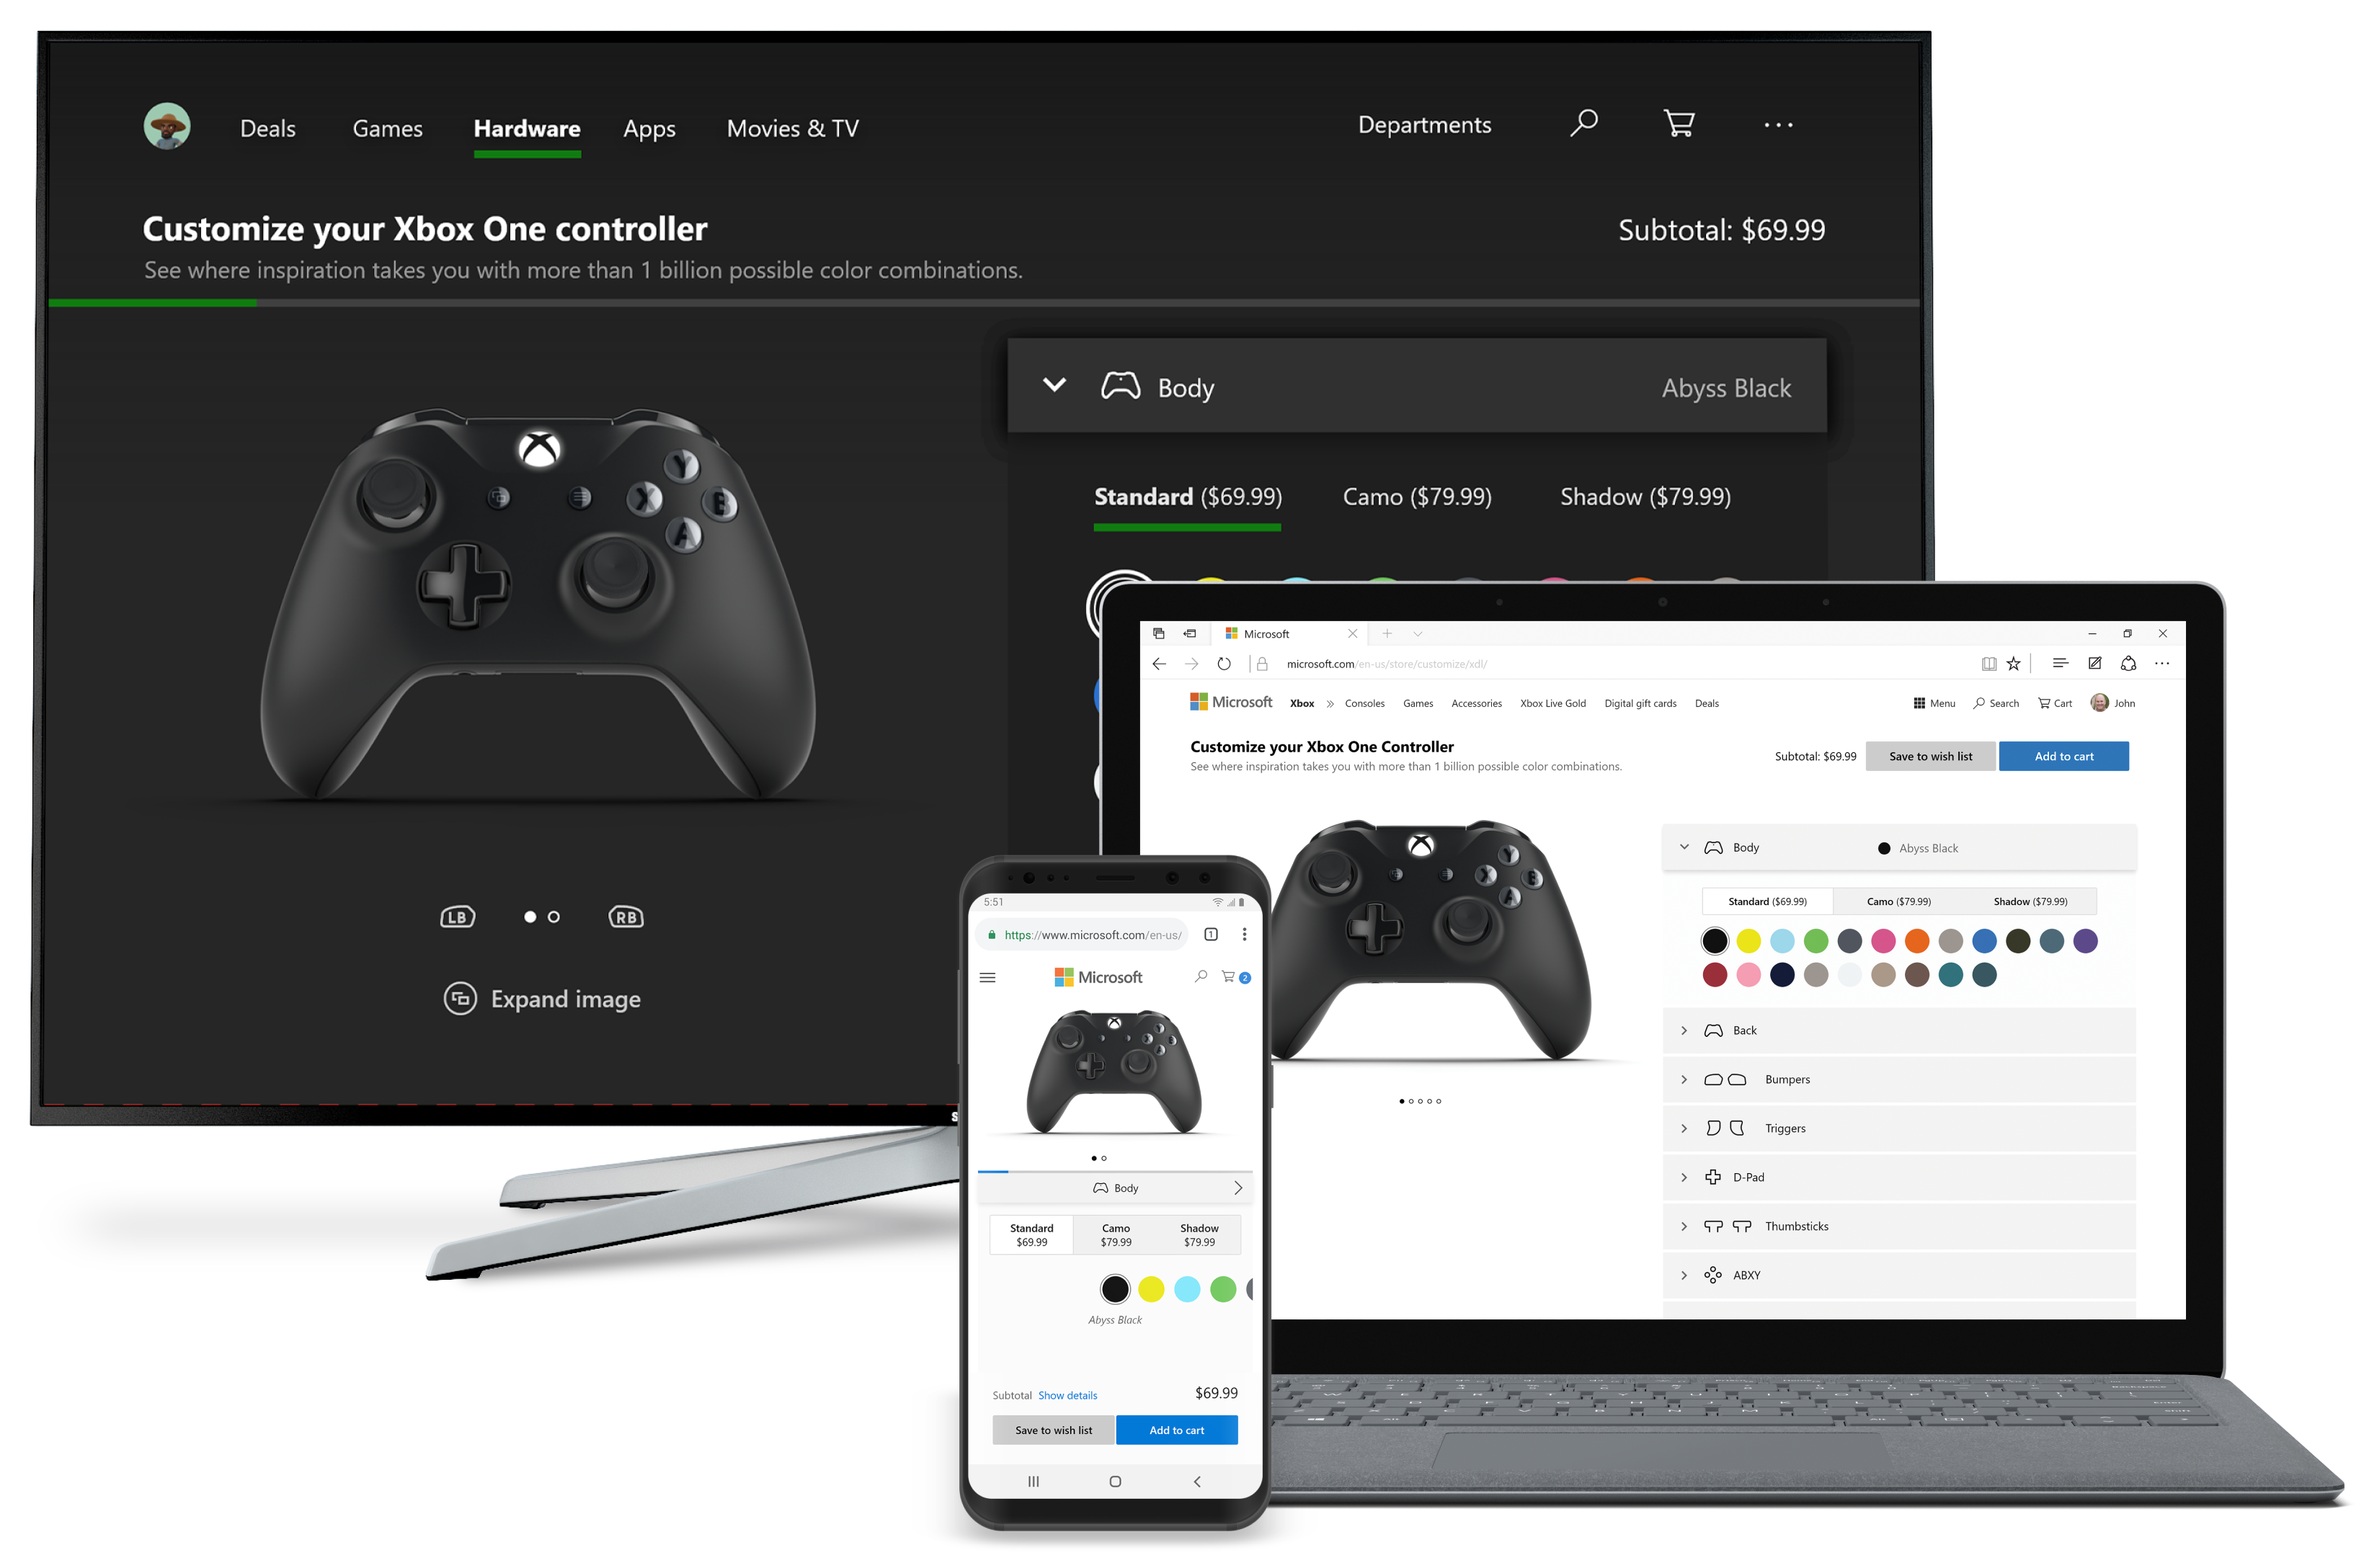 Deals Games Hardware Apps Movies & TV Departments
Customize your Xbox One controller
Subtotal: $69.99
See where inspiration takes you with more than 1 billion possible color combinations.
Body Abyss Black
Standard ($69.99) Camo ($79.99) Shadow ($79.99)
Y
X B
A
LB RB
Expand image
Microsoft
microsoft.com/en-us/store/customize/xdl/
Microsoft Xbox Consoles Games Accessories Xbox Live Gold Digital gift cards Deals Menu Search Cart John
Customize your Xbox One Controller
Subtotal: $69.99 Save to wish list Add to cart
See where inspiration takes you with more than 1 billion possible color combinations.
Y
X B
A
Body Abyss Black
Standard ($69.99) Camo ($79.99) Shadow ($79.99)
Back
Bumpers
Triggers
D-Pad
Thumbsticks
ABXY
5:51
https://www.microsoft.com/en-us/ 1
Microsoft 2
Body
Standard Camo Shadow
$69.99 $79.99 $79.99
Abyss Black
Subtotal Show details $69.99
Save to wish list Add to cart